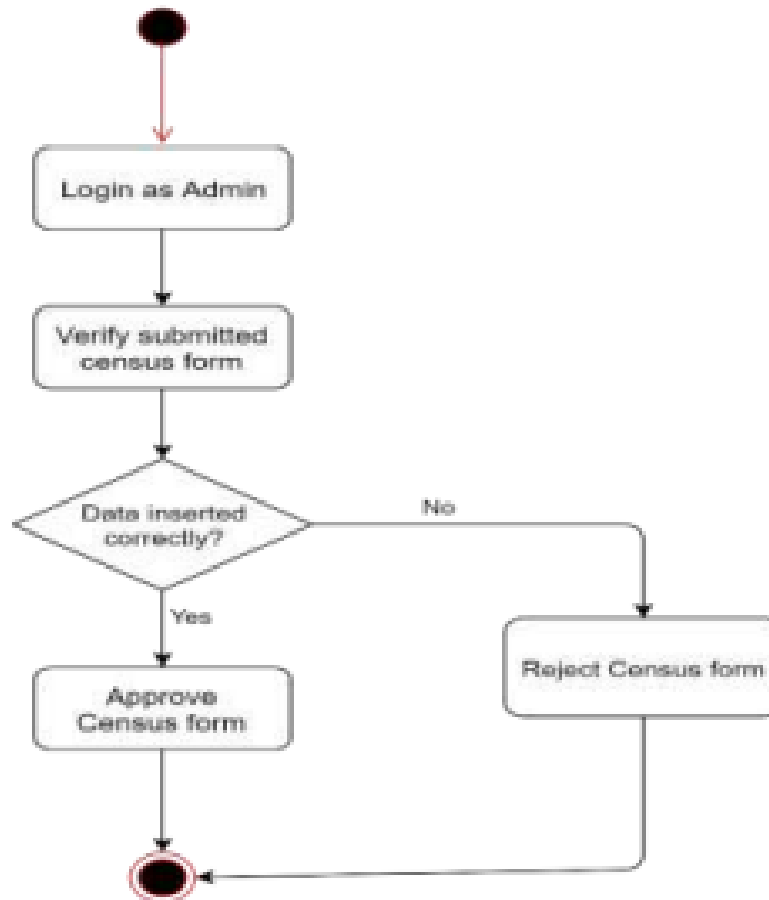 Login as Admin
Verify submitted
census form
Data inserted
correctly?
No
Yes
Approve
Census form
Reject Census form